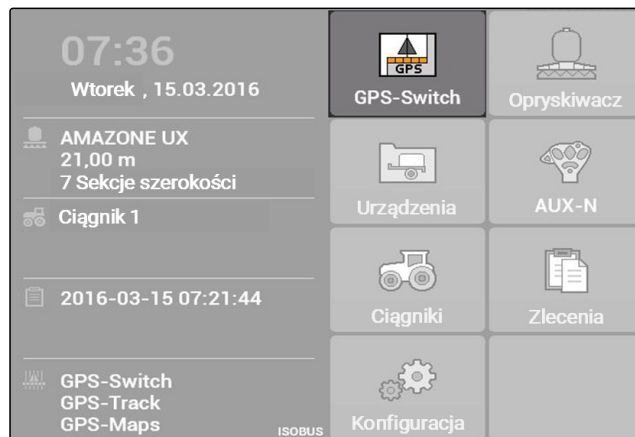 07:36
Wtorek , 15.03.2016
AMAZONE UX
21,00 m
7 Sekcje szerokości
Ciągnik 1
2016-03-15 07:21:44
GPS-Switch
GPS-Track
GPS-Maps
ISOBUS
GPS
GPS-Switch
Opryskiwacz
Urządzenia
AUX-N
Ciągniki
Zlecenia
Konfiguracja